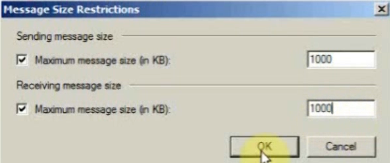 Message Size Restrictions
Sending message size
Maximum message size (in KB): 1000
Receiving message size
Maximum message size (in KB): 1000
OK Cancel